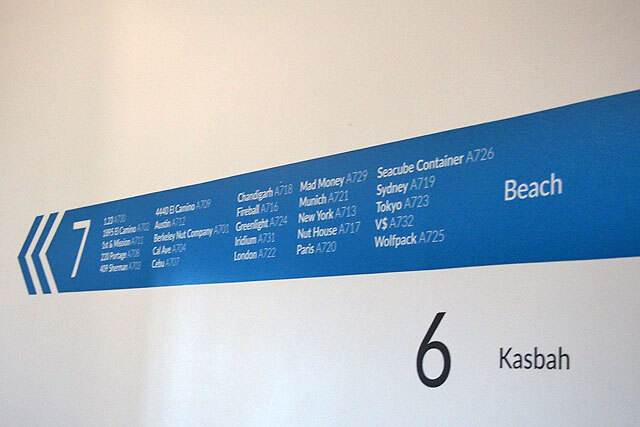 7
1.23 A710
1895 El Camino A702
1st & Mission A711
220 Portage A706
409 Sherman A703
4440 El Camino A709
Austin A712
Berkeley Nut Company A701
Cal Ave A704
Cebu A707
Chandigarh A718
Fireball A716
Greenlight A724
Iridium A731
London A722
Mad Money A729
Munich A721
New York A713
Nut House A717
Paris A720
Seacube Container A726
Sydney A719
Tokyo A723
V$ A732
Wolfpack A725
Beach
6
Kasbah